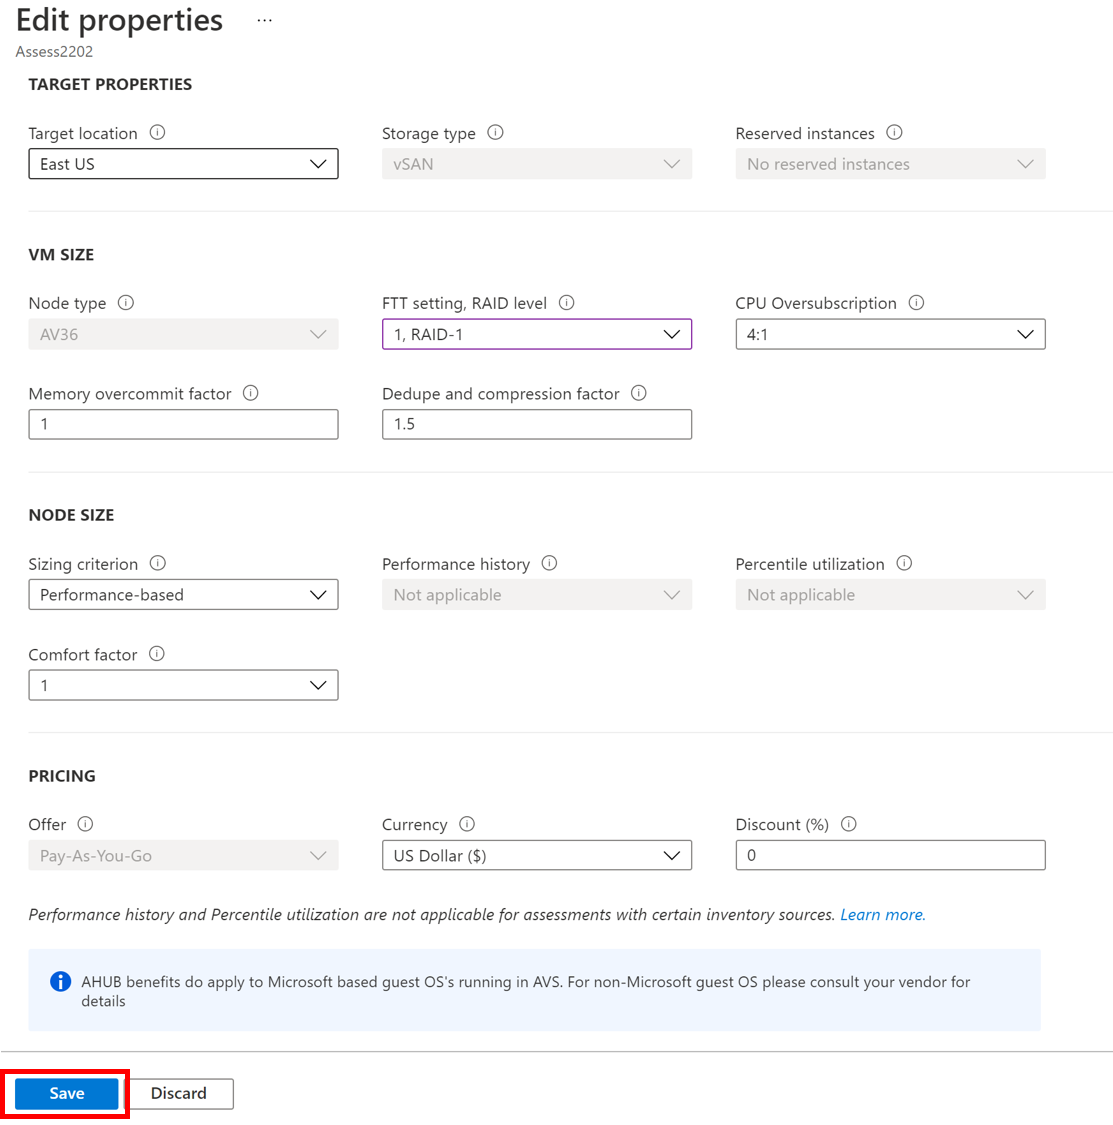 Edit properties ...
Assess2202
TARGET PROPERTIES
Target location Storage type Reserved instances
East US vSAN No reserved instances
VM SIZE
Node type FTT setting, RAID level CPU Oversubscription
AV36 1, RAID-1 4:1
Memory overcommit factor Dedupe and compression factor
1 1.5
NODE SIZE
Sizing criterion Performance history Percentile utilization
Performance-based Not applicable Not applicable
Comfort factor
1
PRICING
Offer Currency Discount (%)
Pay-As-You-Go US Dollar ($) 0
Performance history and Percentile utilization are not applicable for assessments with certain inventory sources. Learn more.
AHUB benefits do apply to Microsoft based guest OS's running in AVS. For non-Microsoft guest OS please consult your vendor for
details
Save Discard